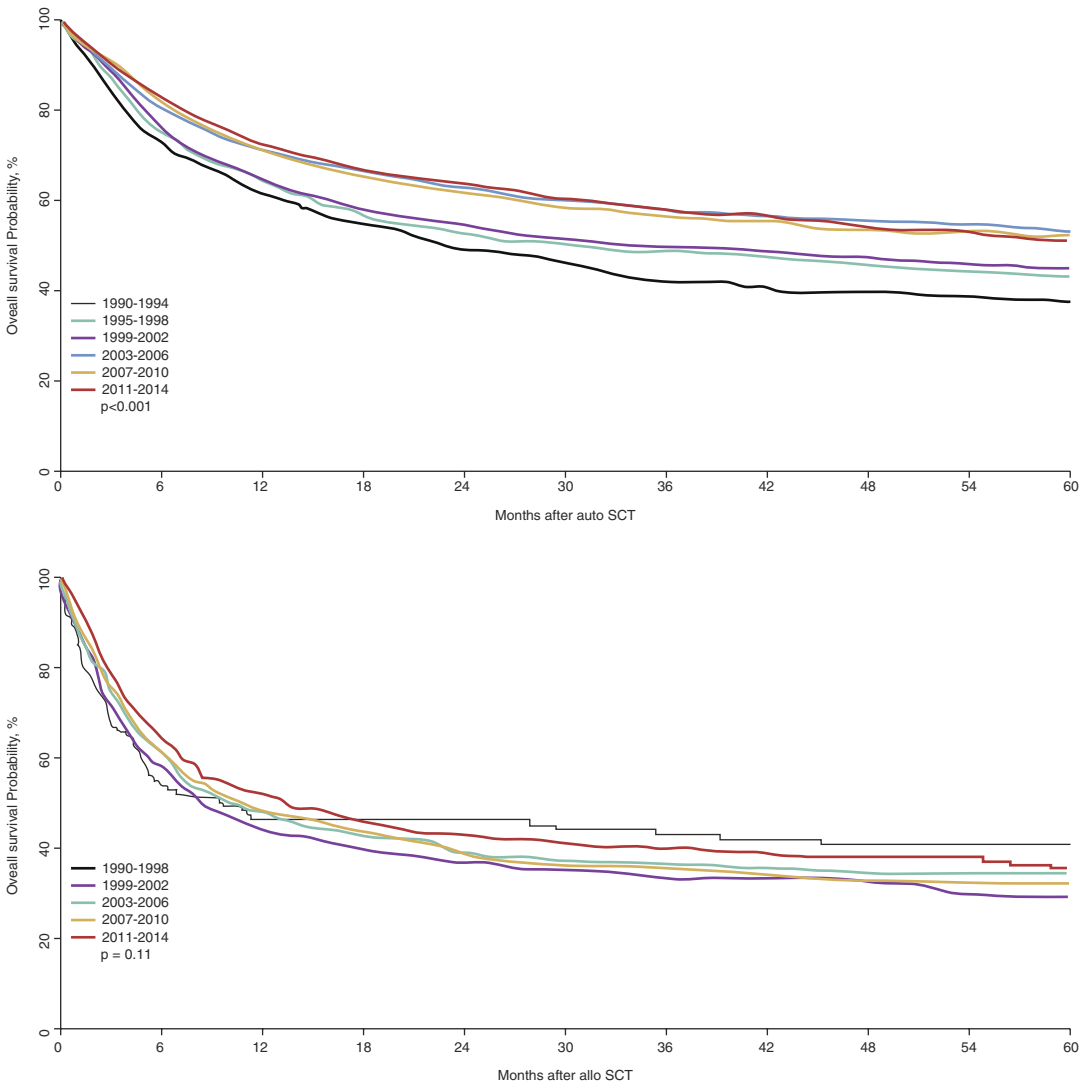 Oveall survival Probability, %
100
80
60
40
20
0
1990-1994
1995-1998
1999-2002
2003-2006
2007-2010
2011-2014
p<0.001
0 6 12 18 24 30 36 42 48 54 60
Months after auto SCT
Overall survival Probability, %
100
80
60
40
20
0
1990-1998
1999-2002
2003-2006
2007-2010
2011-2014
p = 0.11
0 6 12 18 24 30 36 42 48 54 60
Months after allo SCT